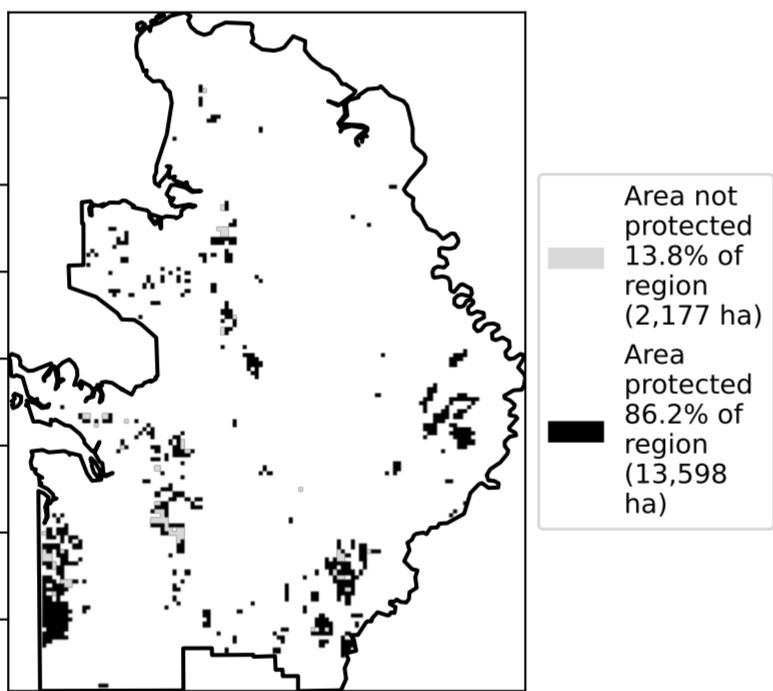 Area not
protected
13.8% of
region
(2,177 ha)
Area
protected
86.2% of
region
(13,598
ha)